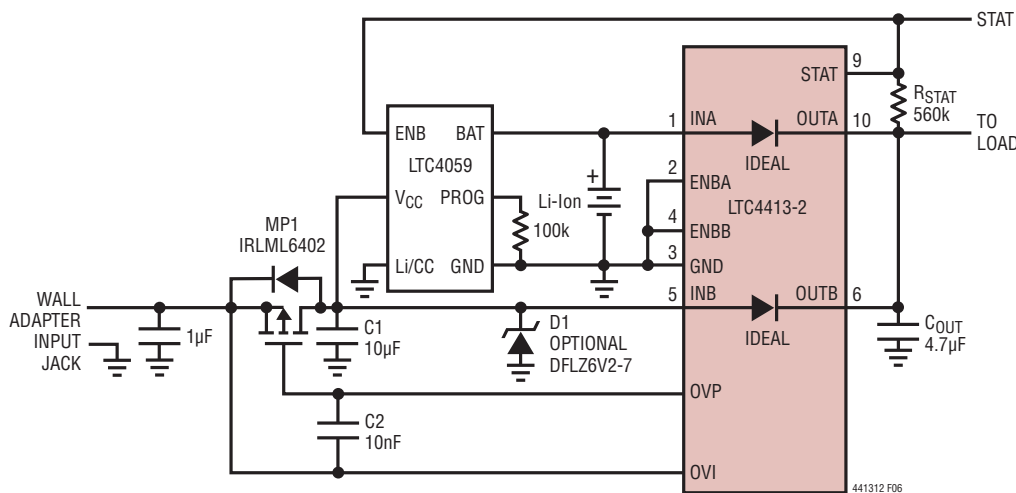 STAT
STAT
9
RSTAT
560k
ENB
BAT
1
INA
OUTA
10
TO
LOAD
LTC4059
IDEAL
2
ENBA
VCC
PROG
Li-Ion
+
LTC4413-2
100k
4
ENBB
MP1
IRLML6402
3
GND
Li/CC
GND
WALL
ADAPTER
INPUT
JACK
5
INB
OUTB
6
1µF
C1
10µF
D1
OPTIONAL
DFLZ6V2-7
IDEAL
COUT
4.7µF
OVP
C2
10nF
OVI
441312 F06